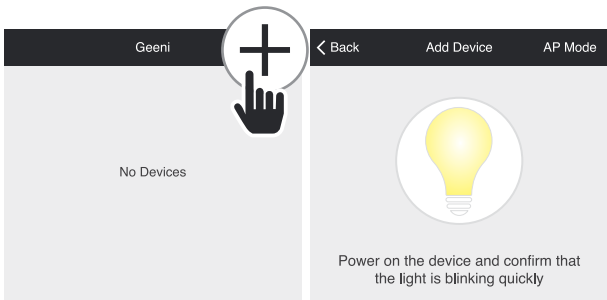 Geeni
No Devices
Back Add Device AP Mode
Power on the device and confirm that
the light is blinking quickly